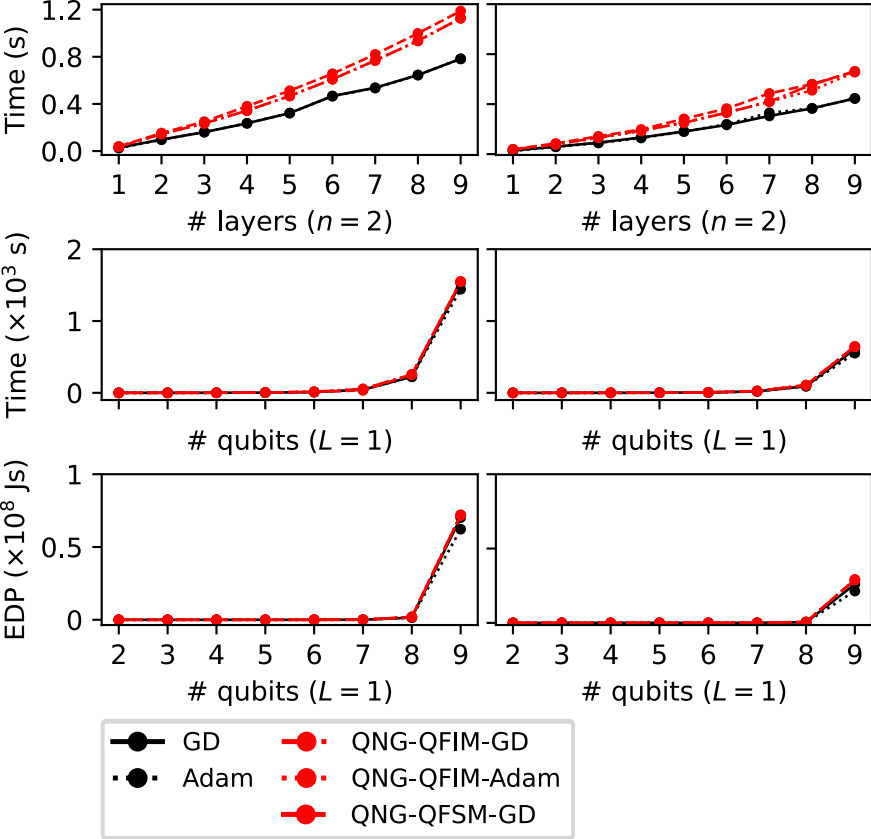 1.2
0.8
0.4
0.0
Time (s)
1 2 3 4 5 6 7 8 9
# layers (n = 2)
1 2 3 4 5 6 7 8 9
# layers (n = 2)
2
1
0
Time (×10³ s)
# qubits (L = 1)
# qubits (L = 1)
1
0.5
0
EDP (×10⁸ Js)
2 3 4 5 6 7 8 9
# qubits (L = 1)
2 3 4 5 6 7 8 9
# qubits (L = 1)
GD
Adam
QNG-QFIM-GD
QNG-QFIM-Adam
QNG-QFSM-GD